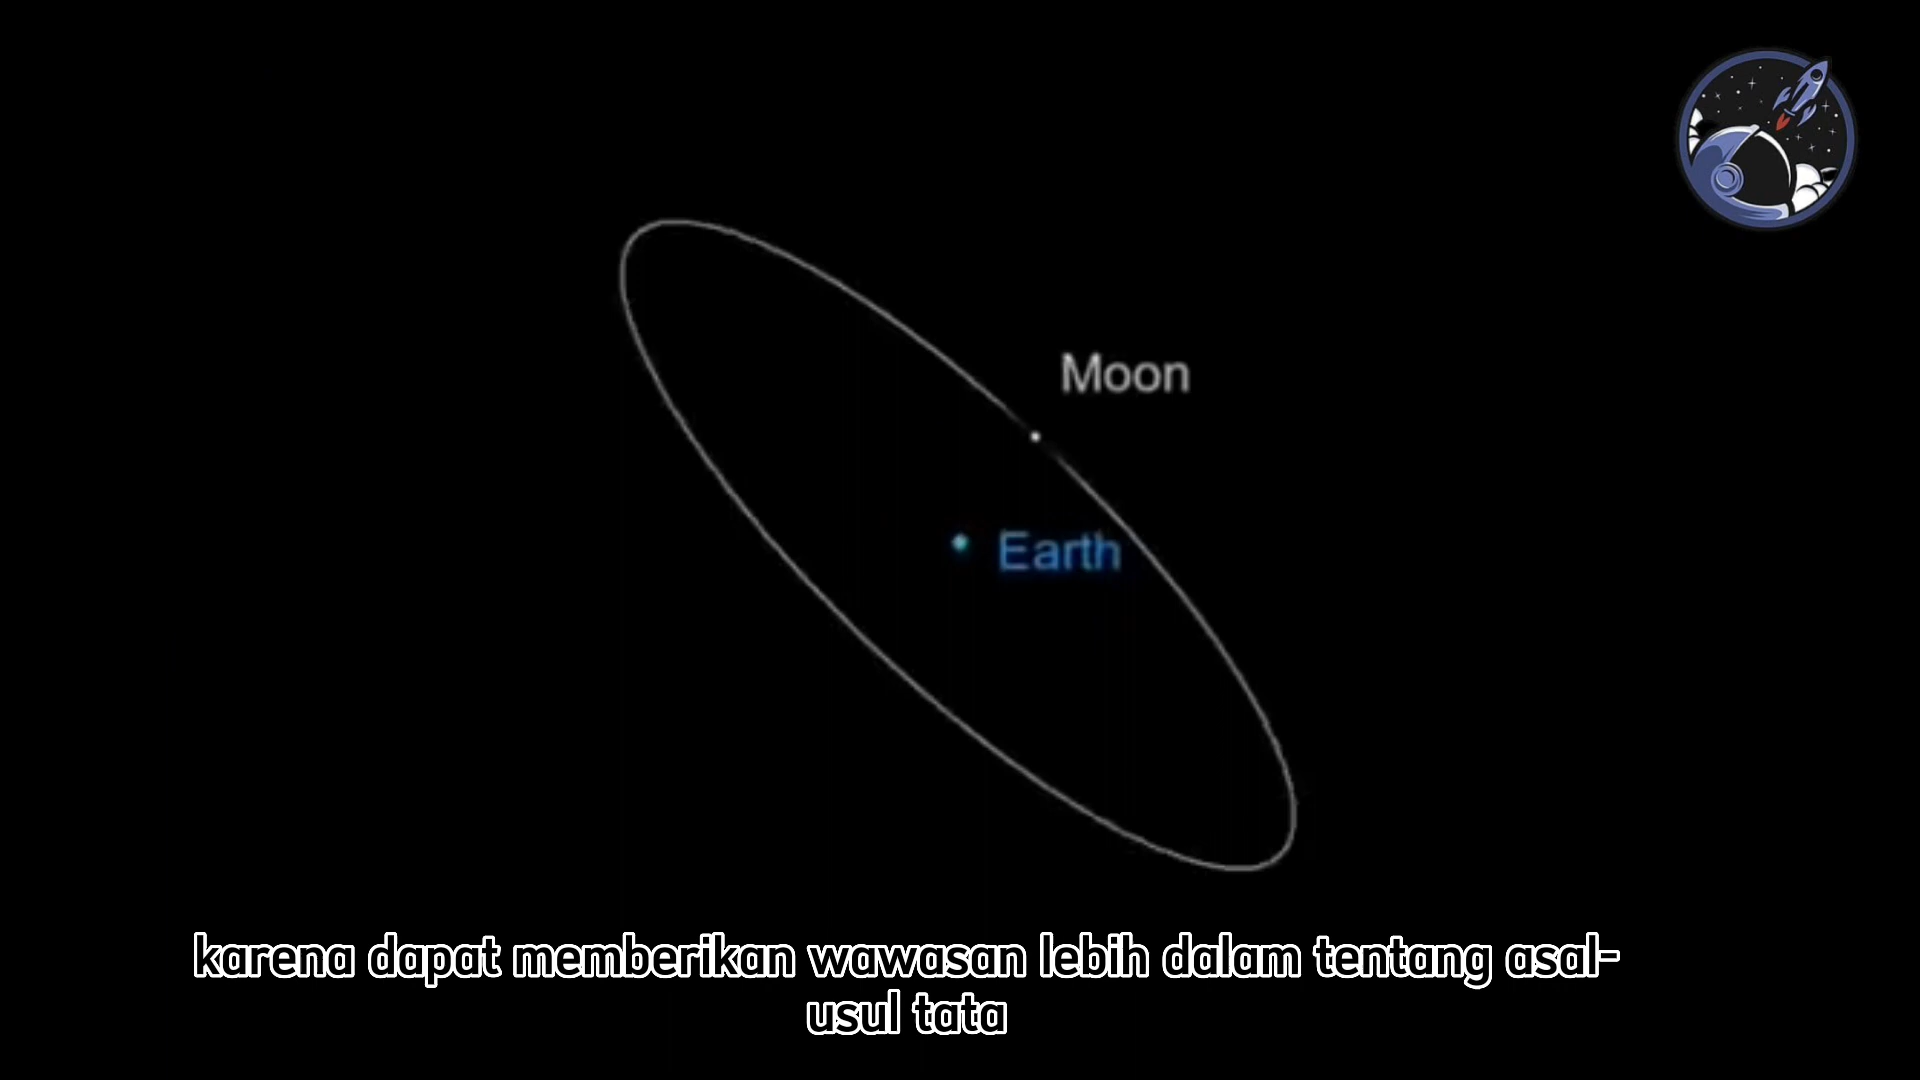 Moon
Earth
karena dapat memberikan wawasan lebih dalam tentang asal-
usul tata